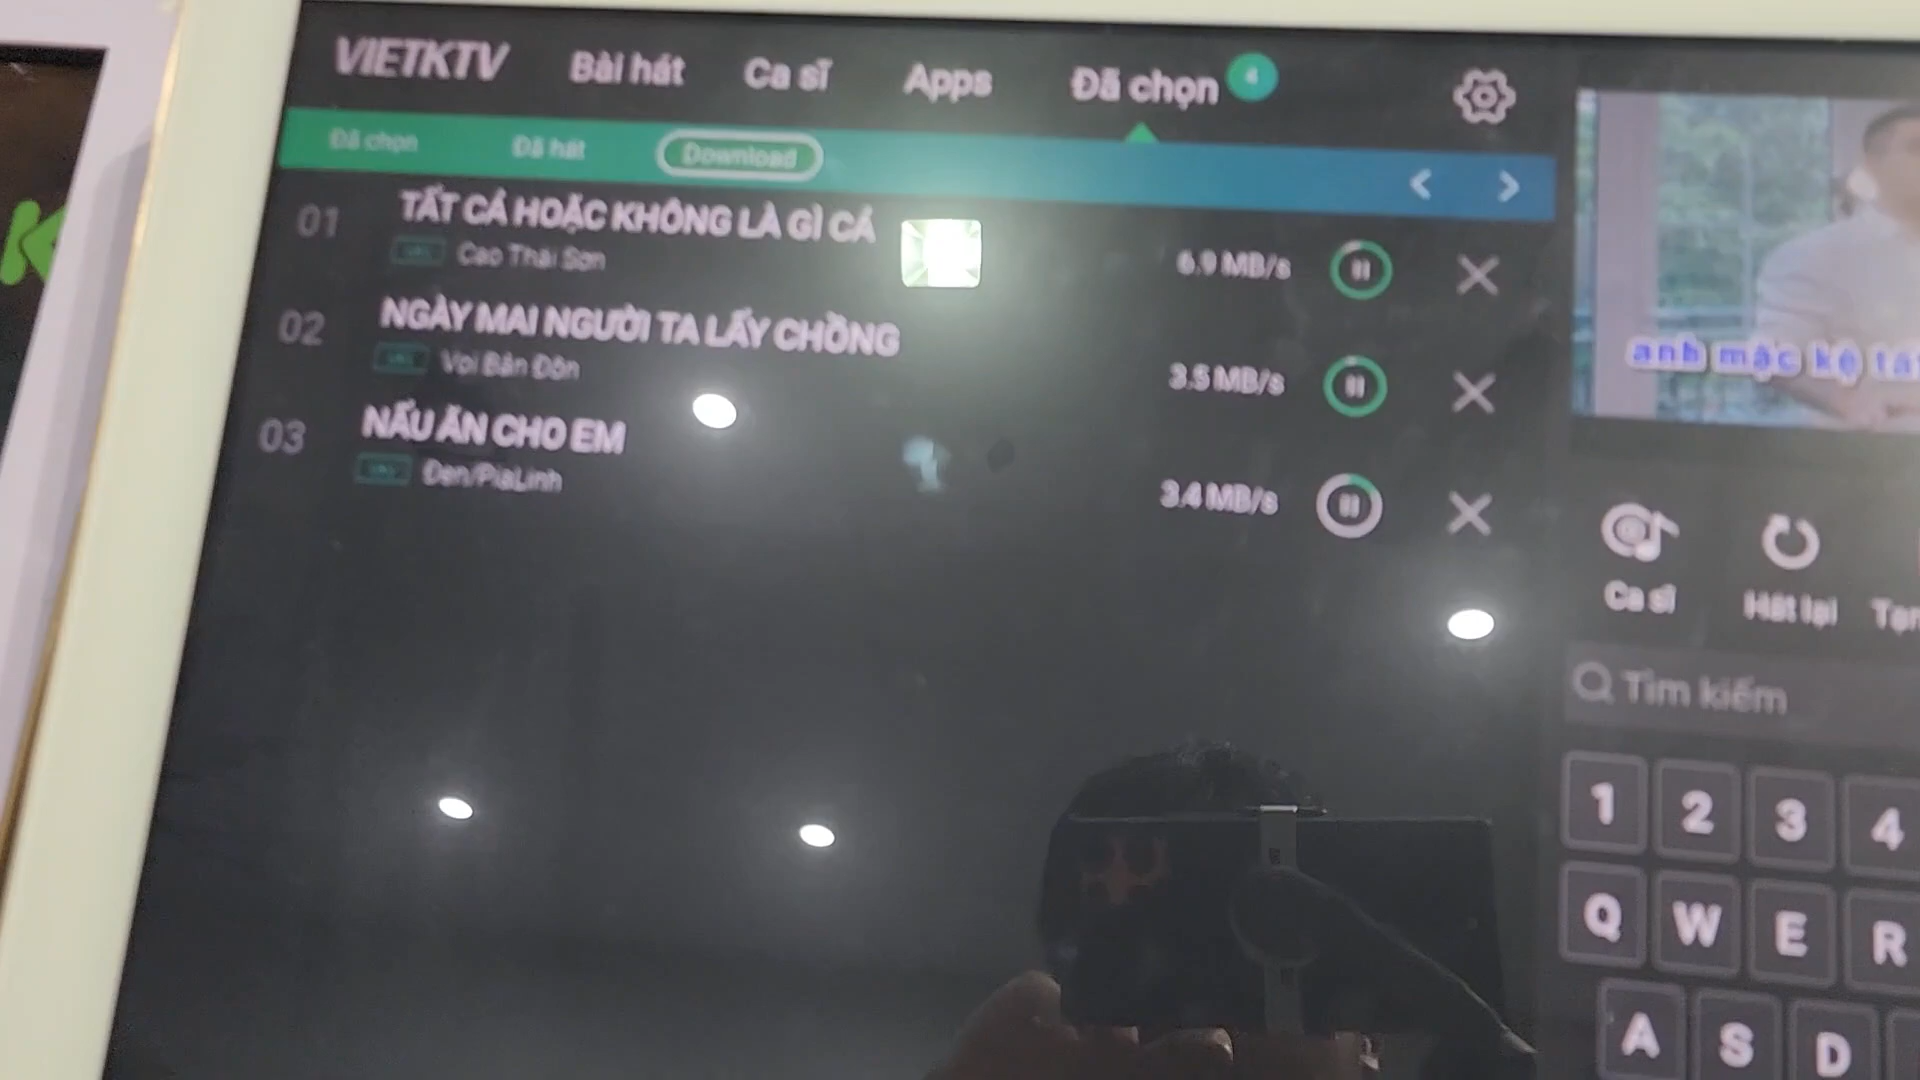 VIETKTV Bài hát Ca sĩ Apps Đã chọn 4
Đã chọn Đã hát Download
01 TẤT CẢ HOẶC KHÔNG LÀ GÌ CẢ
Cao Thái Sơn
6.9 MB/s
02 NGÀY MAI NGƯỜI TA LẤY CHỒNG
Voi Bản Đôn
3.5 MB/s
03 NẤU ĂN CHO EM
Đen/PiaLinh
3.4 MB/s
anh mặc kệ tất
Ca sĩ Hát lại Tạm
Tìm kiếm
1 2 3 4
Q W E R
A S D